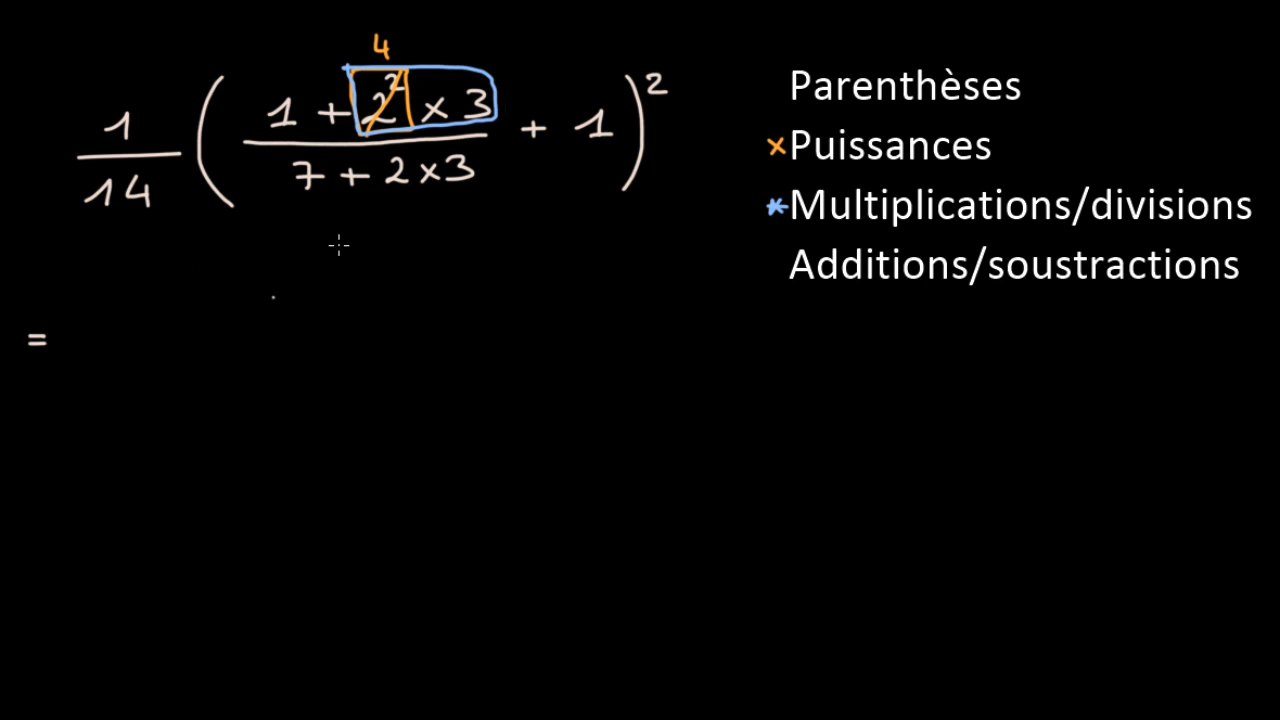 4
1/14 ( (1 + 2² × 3)/(7 + 2 × 3) + 1 )²
Parenthèses
×Puissances
*Multiplications/divisions
Additions/soustractions
=